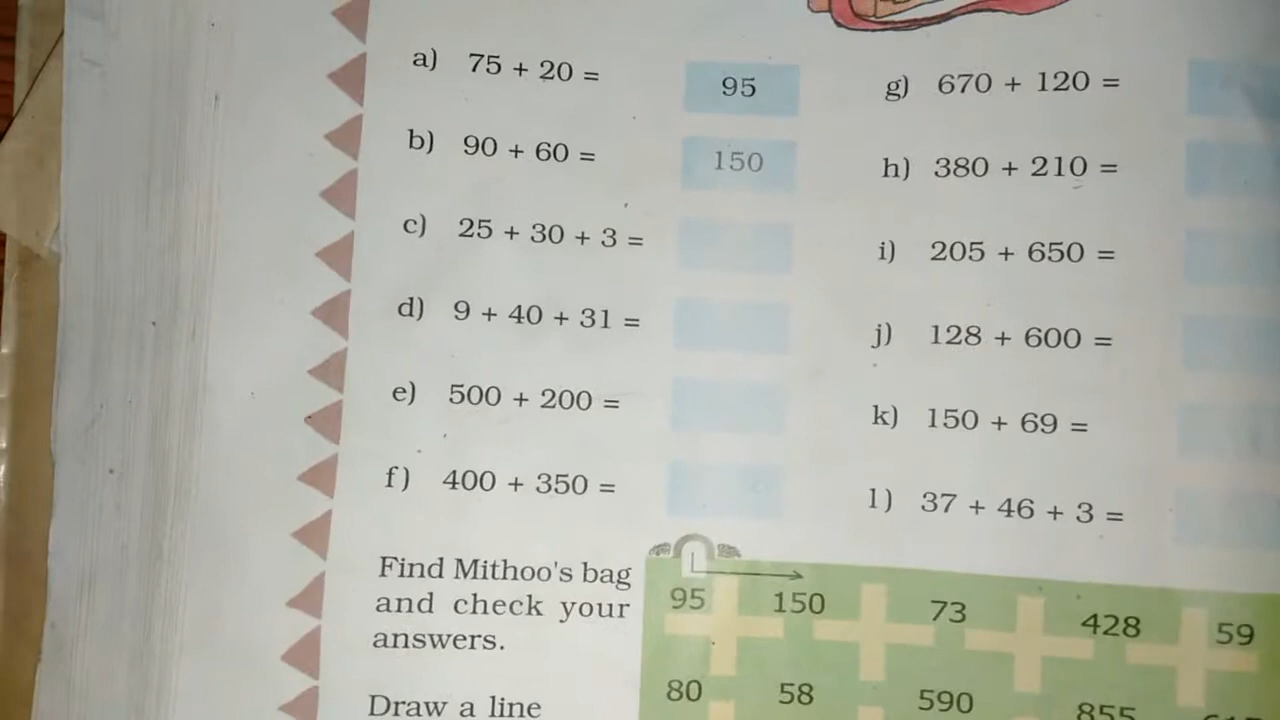 a) 75 + 20 = 95
b) 90 + 60 = 150
c) 25 + 30 + 3 =
d) 9 + 40 + 31 =
e) 500 + 200 =
f) 400 + 350 =
g) 670 + 120 =
h) 380 + 210 =
i) 205 + 650 =
j) 128 + 600 =
k) 150 + 69 =
l) 37 + 46 + 3 =
Find Mithoo's bag
and check your
answers.
Draw a line
95 150 73 428 59
80 58 590 855